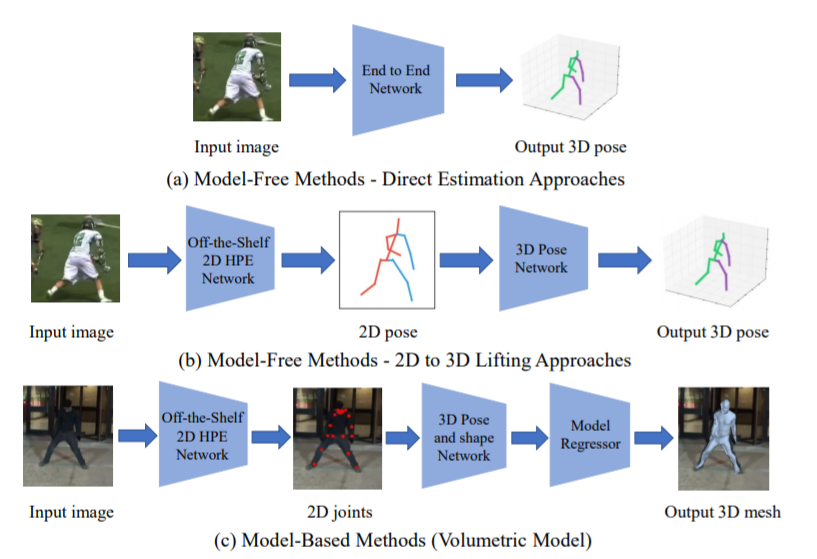 End to End
Network
Input image
Output 3D pose
(a) Model-Free Methods - Direct Estimation Approaches
Off-the-Shelf
2D HPE
Network
3D Pose
Network
Input image
2D pose
Output 3D pose
(b) Model-Free Methods - 2D to 3D Lifting Approaches
Off-the-Shelf
2D HPE
Network
3D Pose
and shape
Network
Model
Regressor
Input image
2D joints
Output 3D mesh
(c) Model-Based Methods (Volumetric Model)